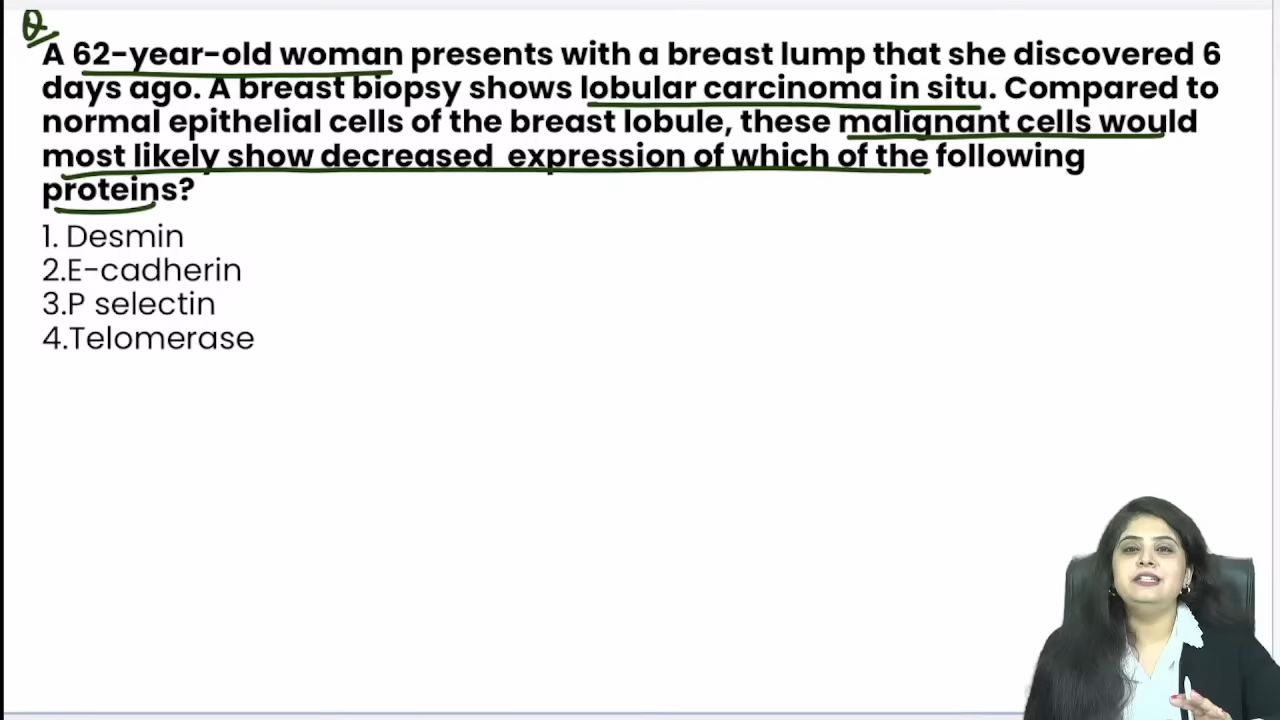 Q
A 62-year-old woman presents with a breast lump that she discovered 6
days ago. A breast biopsy shows lobular carcinoma in situ. Compared to
normal epithelial cells of the breast lobule, these malignant cells would
most likely show decreased expression of which of the following
proteins?
1. Desmin
2.E-cadherin
3.P selectin
4.Telomerase